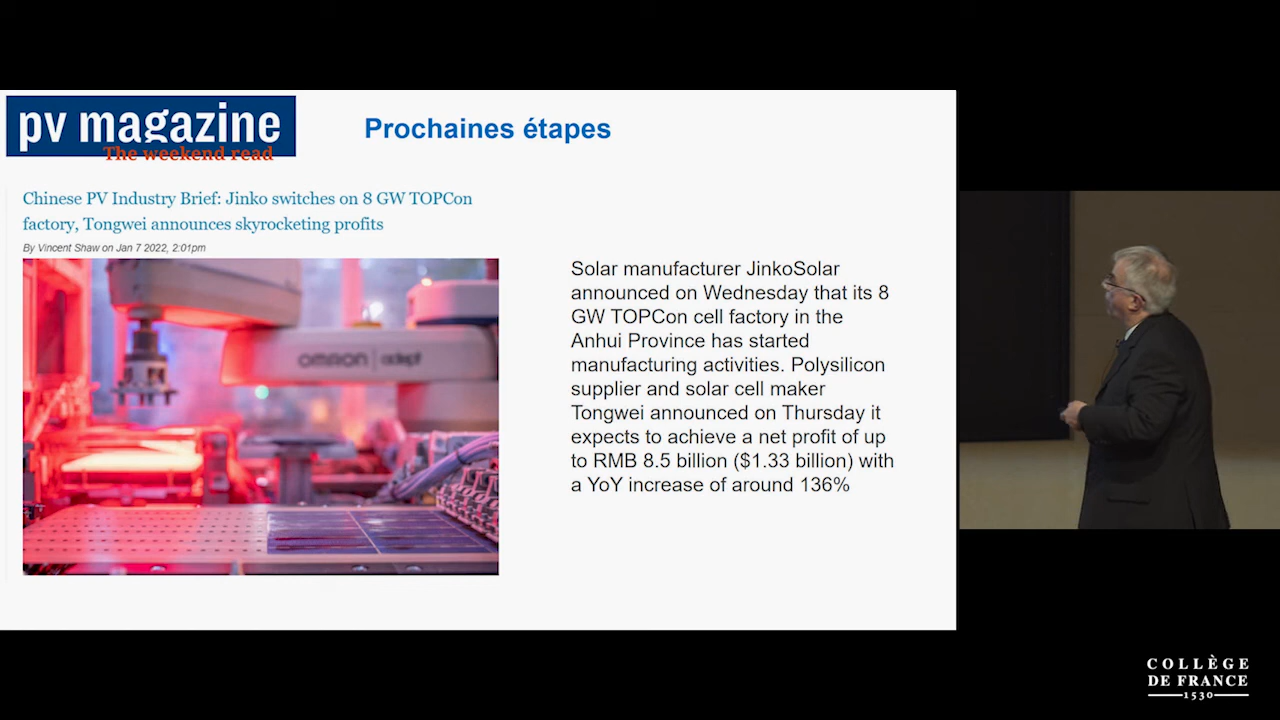 pv magazine
The weekend read
Prochaines étapes
Chinese PV Industry Brief: Jinko switches on 8 GW TOPCon
factory, Tongwei announces skyrocketing profits
By Vincent Shaw on Jan 7 2022, 2:01pm
OMRON | adept
Solar manufacturer JinkoSolar
announced on Wednesday that its 8
GW TOPCon cell factory in the
Anhui Province has started
manufacturing activities. Polysilicon
supplier and solar cell maker
Tongwei announced on Thursday it
expects to achieve a net profit of up
to RMB 8.5 billion ($1.33 billion) with
a YoY increase of around 136%
COLLÈGE
DE FRANCE
1530